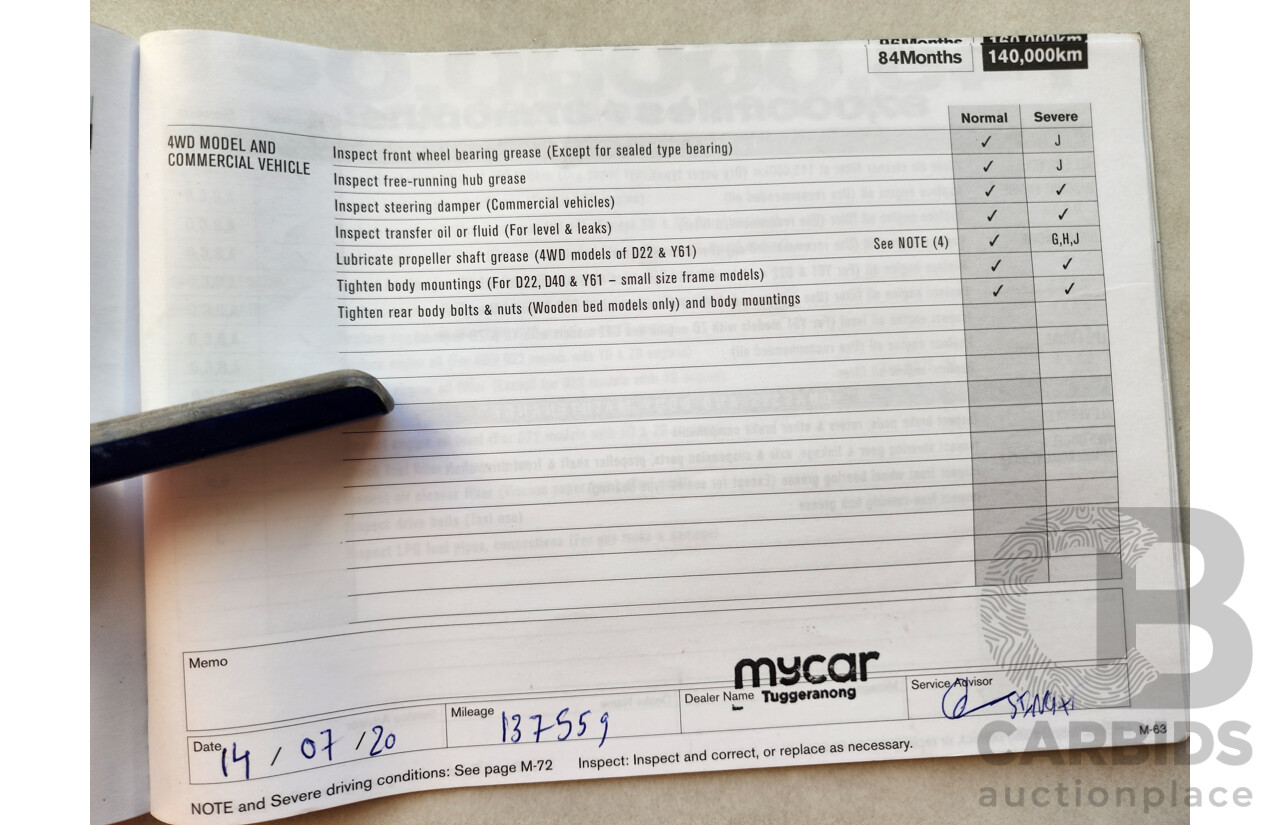 84Months 140,000km
Normal Severe
4WD MODEL AND
COMMERCIAL VEHICLE
Inspect front wheel bearing grease (Except for sealed type bearing) ✓ J
Inspect free-running hub grease ✓ J
Inspect steering damper (Commercial vehicles) ✓ ✓
Inspect transfer oil or fluid (For level & leaks) ✓ ✓
Lubricate propeller shaft grease (4WD models of D22 & Y61) See NOTE (4) ✓ G,H,J
Tighten body mountings (For D22, D40 & Y61 – small size frame models) ✓ ✓
Tighten rear body bolts & nuts (Wooden bed models only) and body mountings ✓ ✓
Memo
Date 14 / 07 / 20
Mileage 137559
Dealer Name mycar Tuggeranong
Service Advisor
M-63
NOTE and Severe driving conditions: See page M-72 Inspect: Inspect and correct, or replace as necessary.
CB
CARBIDS
auctionplace